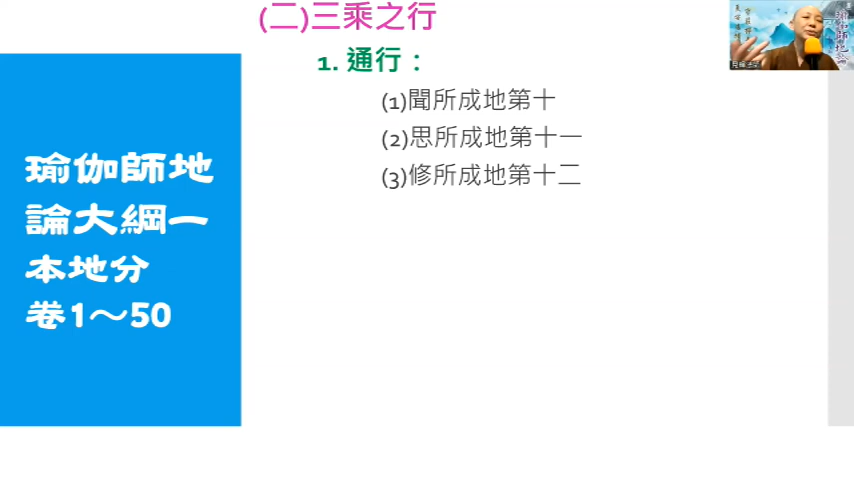 (二)三乘之行
1. 通行：
(1)聞所成地第十
(2)思所成地第十一
(3)修所成地第十二
瑜伽師地
論大綱一
本地分
卷1～50